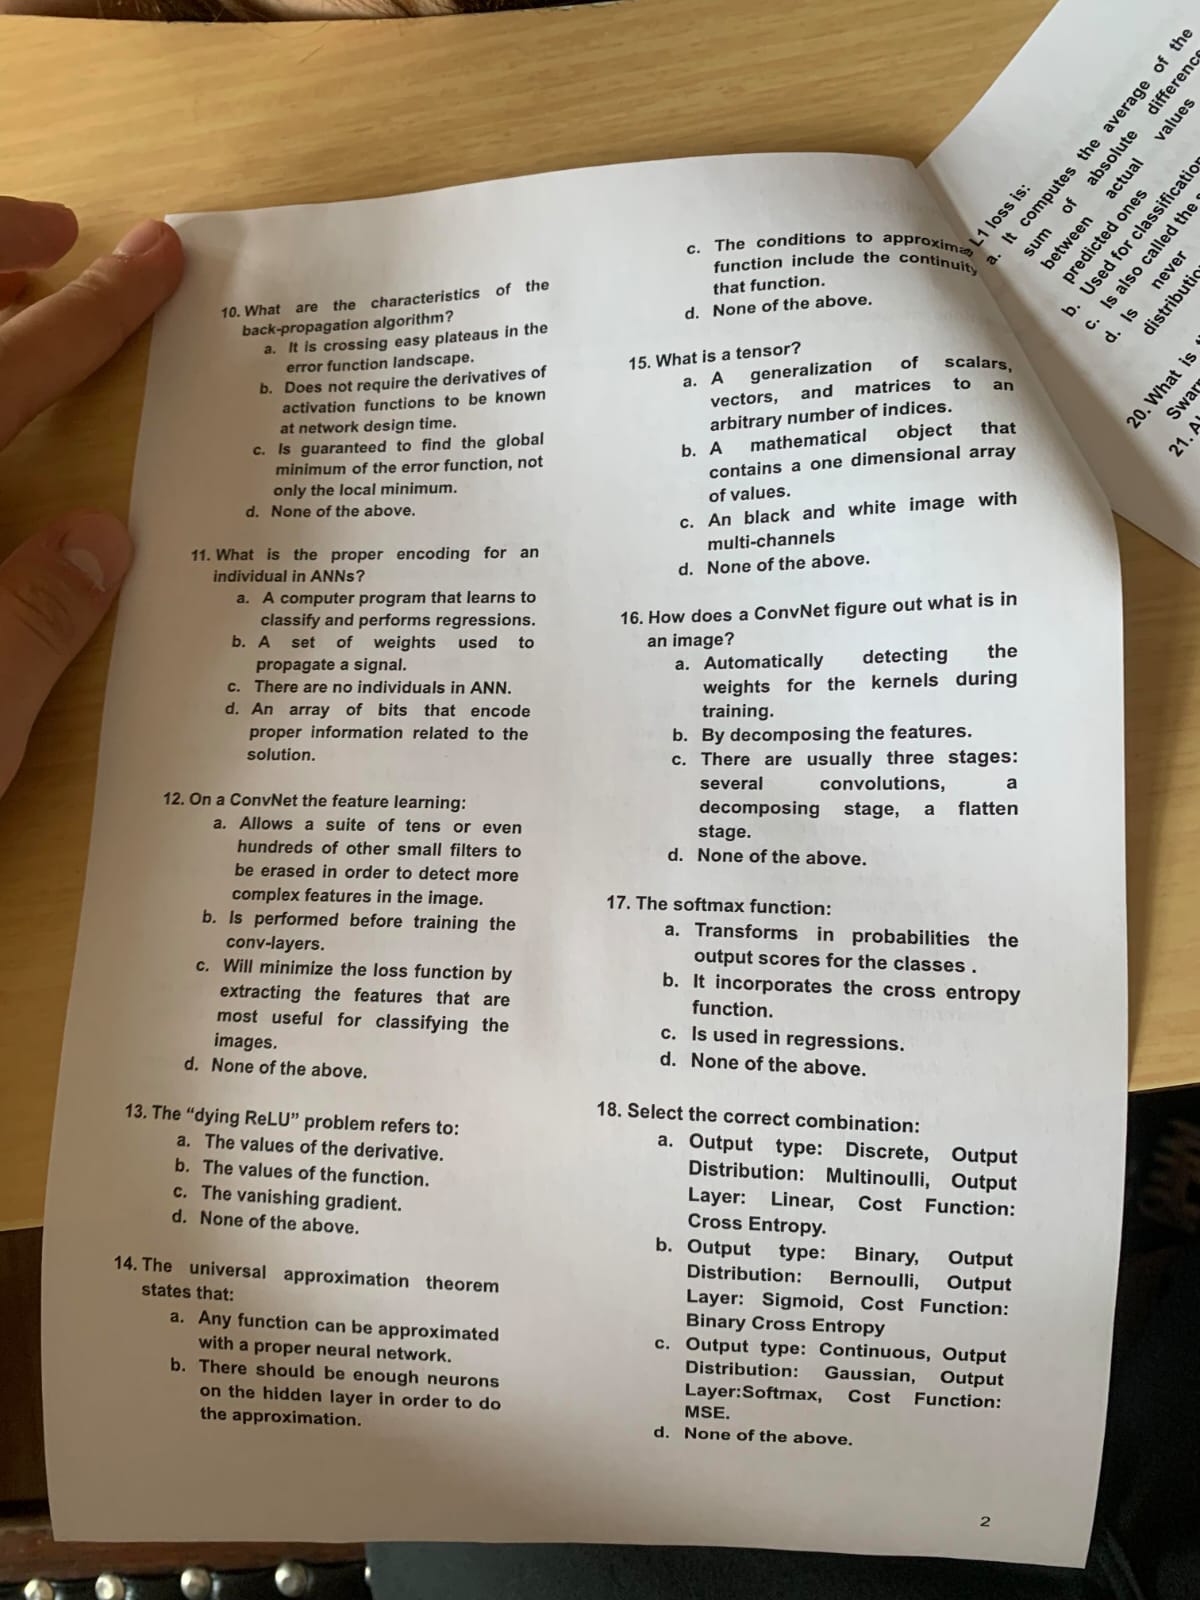 10. What are the characteristics of the
back-propagation algorithm?
a. It is crossing easy plateaus in the
error function landscape.
b. Does not require the derivatives of
activation functions to be known
at network design time.
c. Is guaranteed to find the global
minimum of the error function, not
only the local minimum.
d. None of the above.
11. What is the proper encoding for an
individual in ANNs?
a. A computer program that learns to
classify and performs regressions.
b. A set of weights used to
propagate a signal.
c. There are no individuals in ANN.
d. An array of bits that encode
proper information related to the
solution.
12. On a ConvNet the feature learning:
a. Allows a suite of tens or even
hundreds of other small filters to
be erased in order to detect more
complex features in the image.
b. Is performed before training the
conv-layers.
c. Will minimize the loss function by
extracting the features that are
most useful for classifying the
images.
d. None of the above.
13. The “dying ReLU” problem refers to:
a. The values of the derivative.
b. The values of the function.
c. The vanishing gradient.
d. None of the above.
14. The universal approximation theorem
states that:
a. Any function can be approximated
with a proper neural network.
b. There should be enough neurons
on the hidden layer in order to do
the approximation.
c. The conditions to
function include the continuity
that function.
d. None of the above.
15. What is a tensor?
a. A generalization of scalars,
vectors, and matrices to an
arbitrary number of indices.
b. A mathematical object that
contains a one dimensional array
of values.
c. An black and white image with
multi-channels
d. None of the above.
16. How does a ConvNet figure out what is in
an image?
a. Automatically detecting the
weights for the kernels during
training.
b. By decomposing the features.
c. There are usually three stages:
several convolutions, a
decomposing stage, a flatten
stage.
d. None of the above.
17. The softmax function:
a. Transforms in probabilities the
output scores for the classes .
b. It incorporates the cross entropy
function.
c. Is used in regressions.
d. None of the above.
18. Select the correct combination:
a. Output type: Discrete, Output
Distribution: Multinoulli, Output
Layer: Linear, Cost Function:
Cross Entropy.
b. Output type: Binary, Output
Distribution: Bernoulli, Output
Layer: Sigmoid, Cost Function:
Binary Cross Entropy
c. Output type: Continuous, Output
Distribution: Gaussian, Output
Layer:Softmax, Cost Function:
MSE.
d. None of the above.
2
L1 loss is:
a. It computes the average of the
sum of absolute difference
between actual values
predicted ones
b. Used for classification
c. Is also called the
d. Is never
20. What is
21.